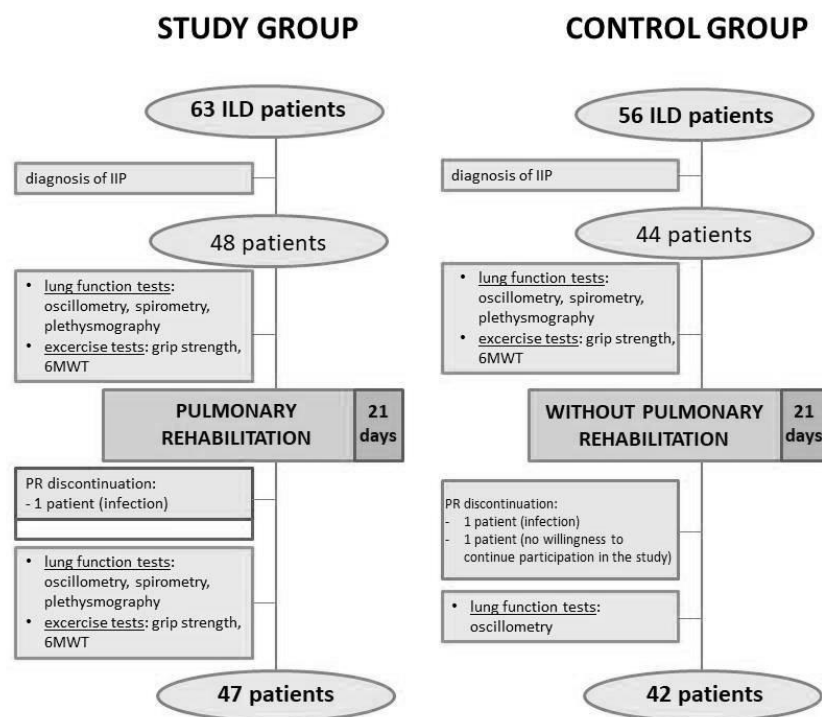 STUDY GROUP
63 ILD patients
diagnosis of IIP
48 patients
• lung function tests:
oscillometry, spirometry,
plethysmography
• excercise tests: grip strength,
6MWT
PULMONARY
REHABILITATION
21
days
PR discontinuation:
- 1 patient (infection)
• lung function tests:
oscillometry, spirometry,
plethysmography
• excercise tests: grip strength,
6MWT
47 patients
CONTROL GROUP
56 ILD patients
diagnosis of IIP
44 patients
• lung function tests:
oscillometry, spirometry,
plethysmography
• excercise tests: grip strength,
6MWT
WITHOUT PULMONARY
REHABILITATION
21
days
PR discontinuation:
- 1 patient (infection)
- 1 patient (no willingness to
continue participation in the study)
• lung function tests:
oscillometry
42 patients